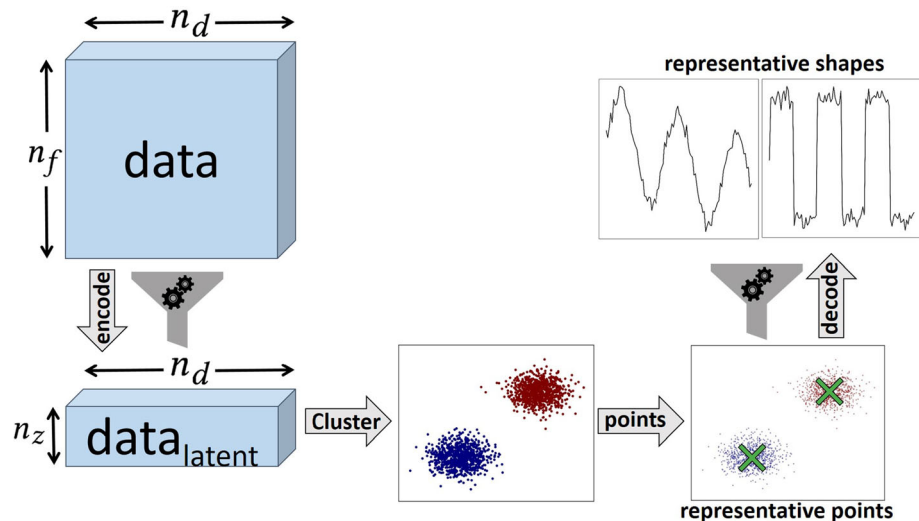 n_d
n_f
data
encode
n_d
n_z
data_latent
Cluster
points
representative shapes
decode
representative points